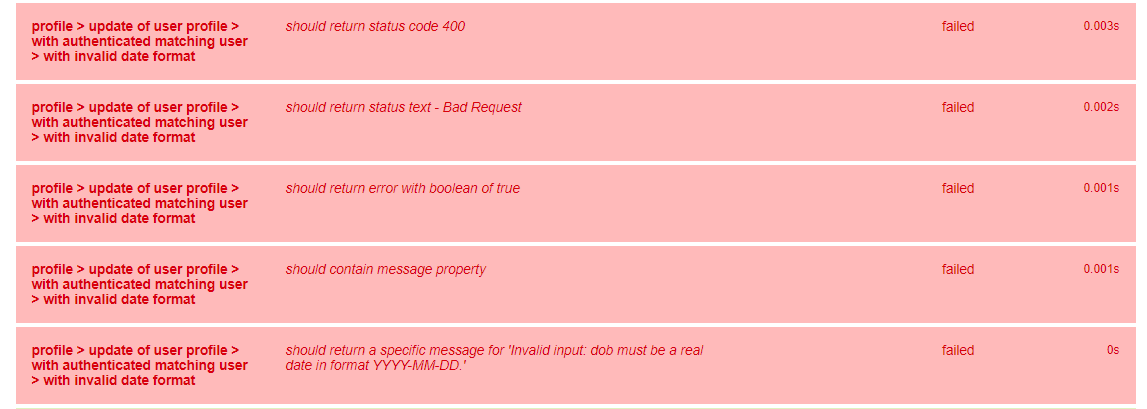 profile > update of user profile >
with authenticated matching user
> with invalid date format
should return status code 400
failed
0.003s
profile > update of user profile >
with authenticated matching user
> with invalid date format
should return status text - Bad Request
failed
0.002s
profile > update of user profile >
with authenticated matching user
> with invalid date format
should return error with boolean of true
failed
0.001s
profile > update of user profile >
with authenticated matching user
> with invalid date format
should contain message property
failed
0.001s
profile > update of user profile >
with authenticated matching user
> with invalid date format
should return a specific message for 'Invalid input: dob must be a real
date in format YYYY-MM-DD.'
failed
0s